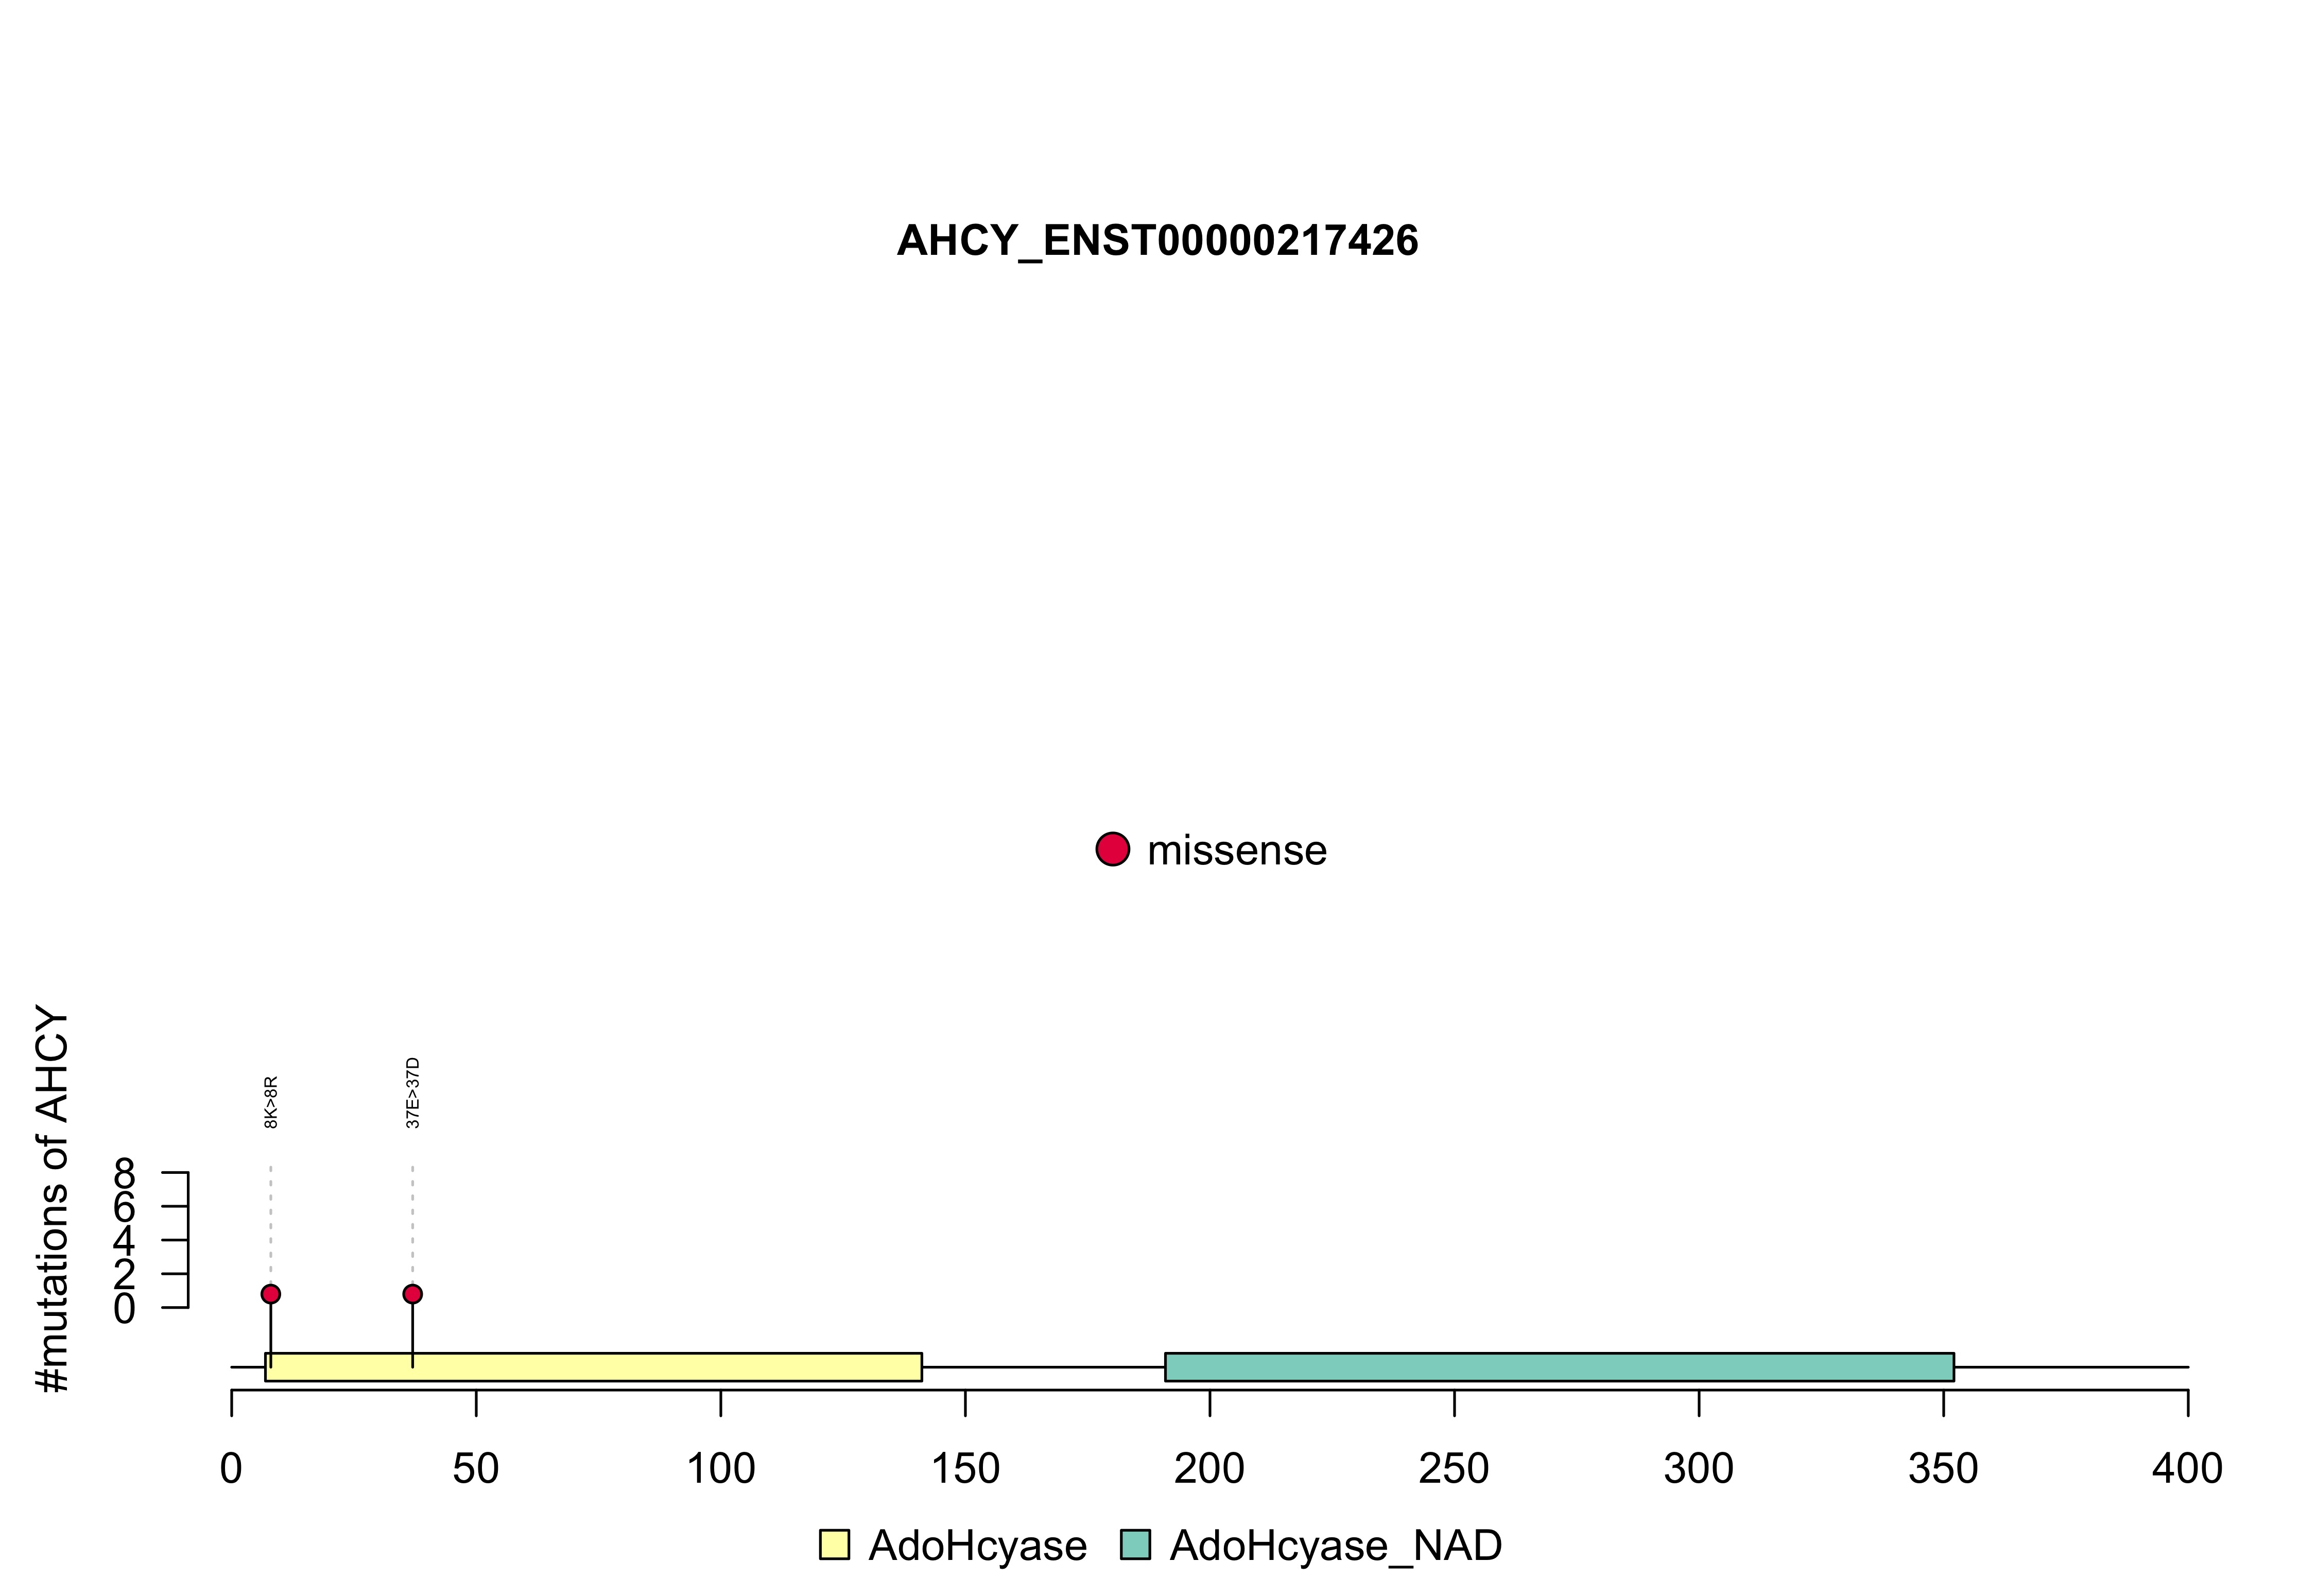 AHCY_ENST00000217426
missense
#mutations of AHCY
8K>8R
37E>37D
8
6
4
2
0
0 50 100 150 200 250 300 350 400
AdoHcyase AdoHcyase_NAD